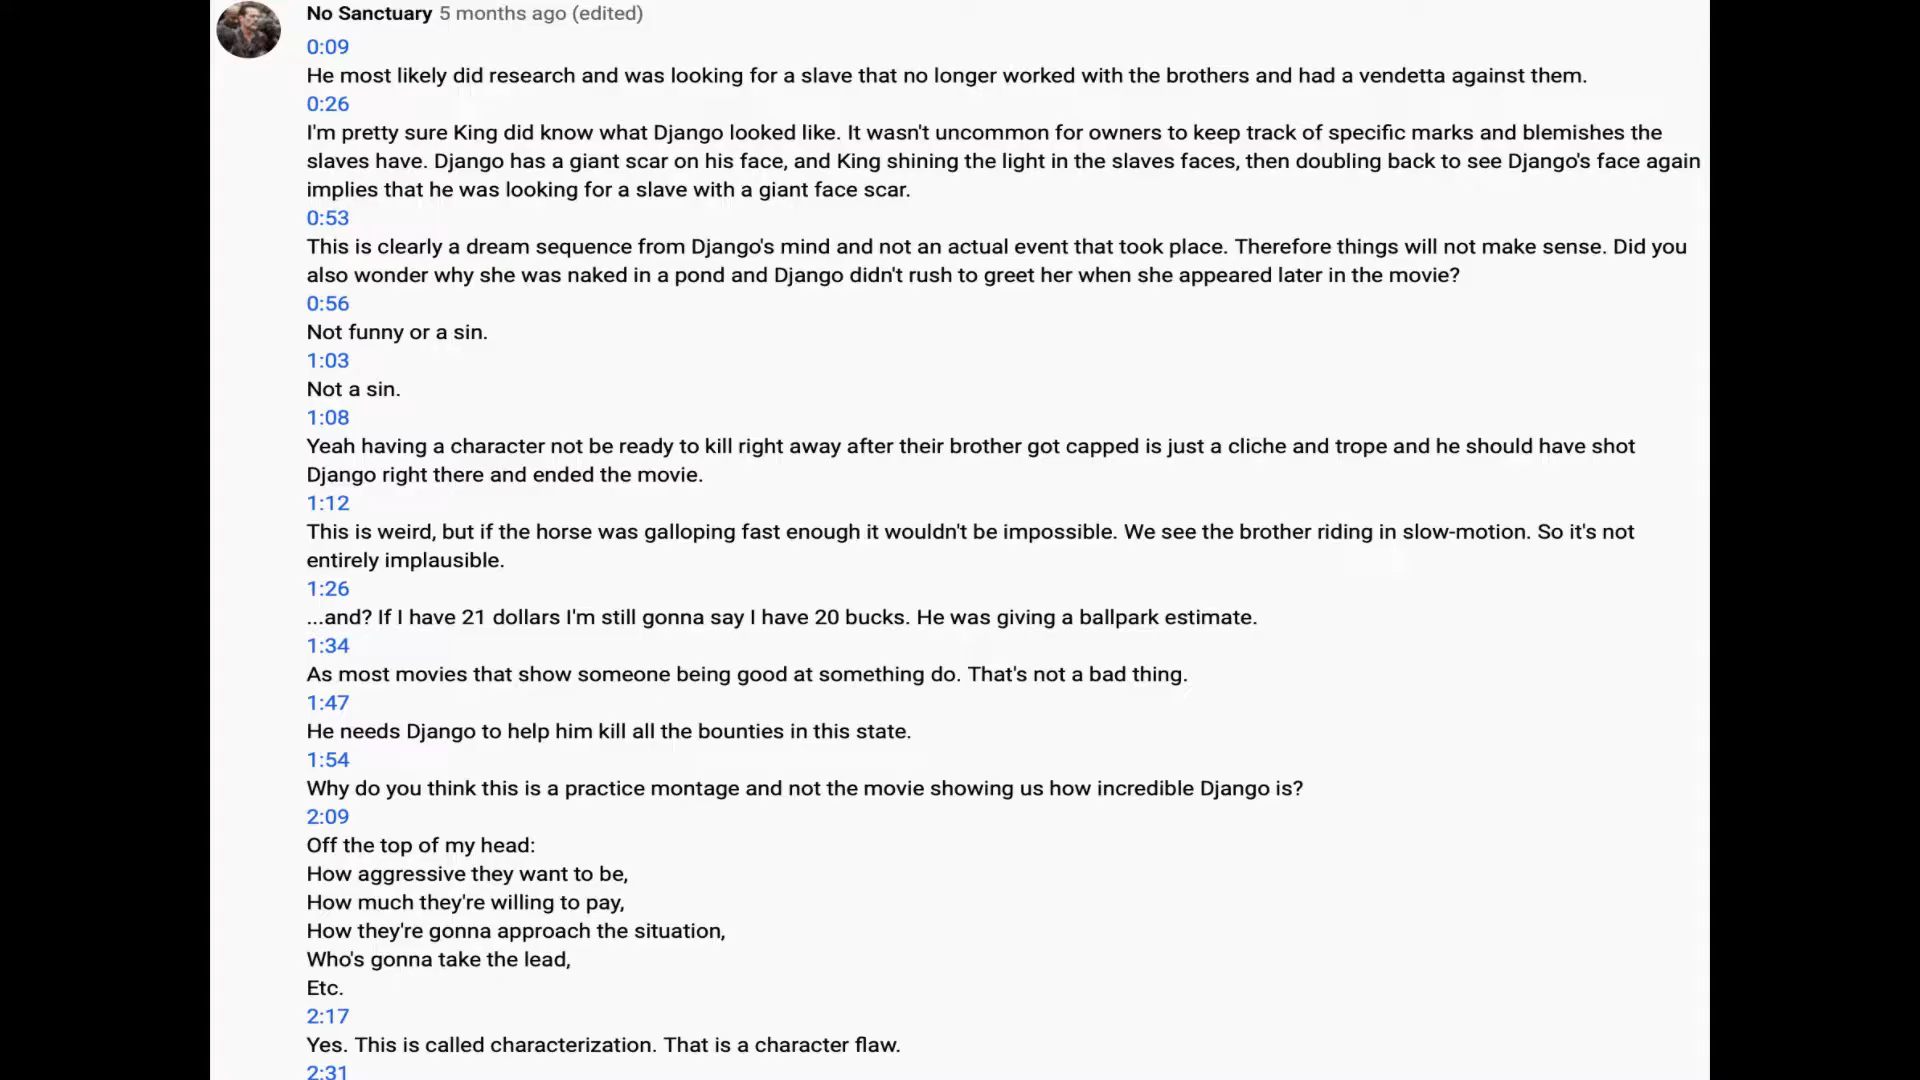 No Sanctuary 5 months ago (edited)
0:09
He most likely did research and was looking for a slave that no longer worked with the brothers and had a vendetta against them.
0:26
I'm pretty sure King did know what Django looked like. It wasn't uncommon for owners to keep track of specific marks and blemishes the
slaves have. Django has a giant scar on his face, and King shining the light in the slaves faces, then doubling back to see Django's face again
implies that he was looking for a slave with a giant face scar.
0:53
This is clearly a dream sequence from Django's mind and not an actual event that took place. Therefore things will not make sense. Did you
also wonder why she was naked in a pond and Django didn't rush to greet her when she appeared later in the movie?
0:56
Not funny or a sin.
1:03
Not a sin.
1:08
Yeah having a character not be ready to kill right away after their brother got capped is just a cliche and trope and he should have shot
Django right there and ended the movie.
1:12
This is weird, but if the horse was galloping fast enough it wouldn't be impossible. We see the brother riding in slow-motion. So it's not
entirely implausible.
1:26
...and? If I have 21 dollars I'm still gonna say I have 20 bucks. He was giving a ballpark estimate.
1:34
As most movies that show someone being good at something do. That's not a bad thing.
1:47
He needs Django to help him kill all the bounties in this state.
1:54
Why do you think this is a practice montage and not the movie showing us how incredible Django is?
2:09
Off the top of my head:
How aggressive they want to be,
How much they're willing to pay,
How they're gonna approach the situation,
Who's gonna take the lead,
Etc.
2:17
Yes. This is called characterization. That is a character flaw.
2:31